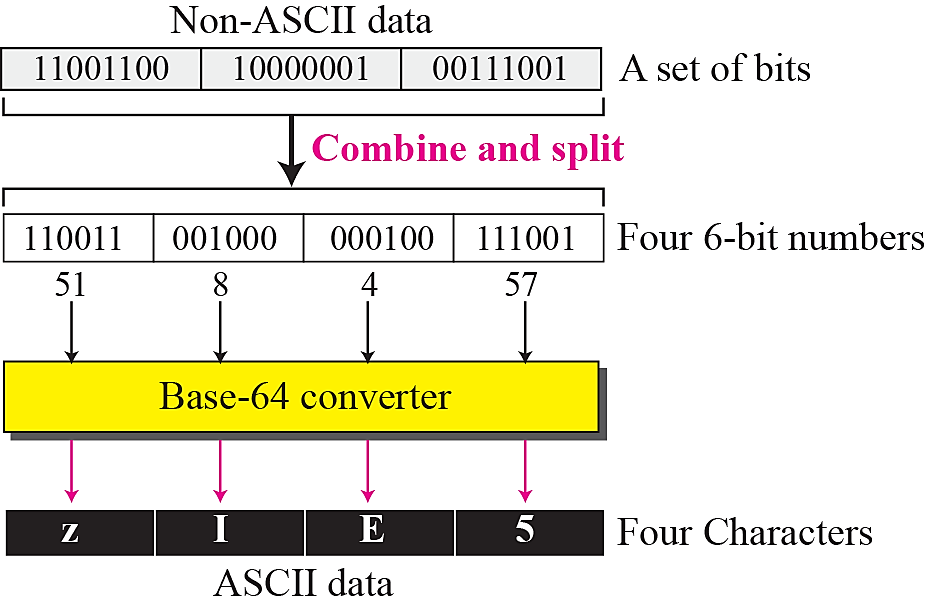 Non-ASCII data
11001100 10000001 00111001 A set of bits
Combine and split
110011 001000 000100 111001 Four 6-bit numbers
51 8 4 57
Base-64 converter
z I E 5 Four Characters
ASCII data